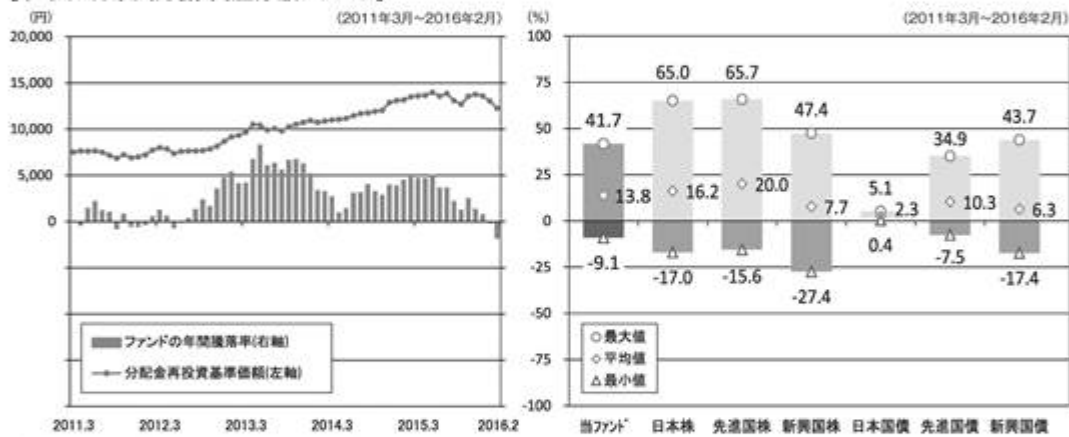 (円)
(2011年3月～2016年2月)
20,000
15,000
10,000
5,000
0
ファンドの年間騰落率(右軸)
分配金再投資基準価額(左軸)
2011.3 2012.3 2013.3 2014.3 2015.3 2016.2
(%)
(2011年3月～2016年2月)
100
75
50
25
0
-25
-50
-75
-100
41.7 65.0 65.7 47.4 5.1 34.9 43.7
13.8 16.2 20.0 7.7 2.3 10.3 6.3
-9.1 -17.0 -15.6 -27.4 0.4 -7.5 -17.4
最大値
平均値
最小値
当ファンド 日本株 先進国株 新興国株 日本国債 先進国債 新興国債